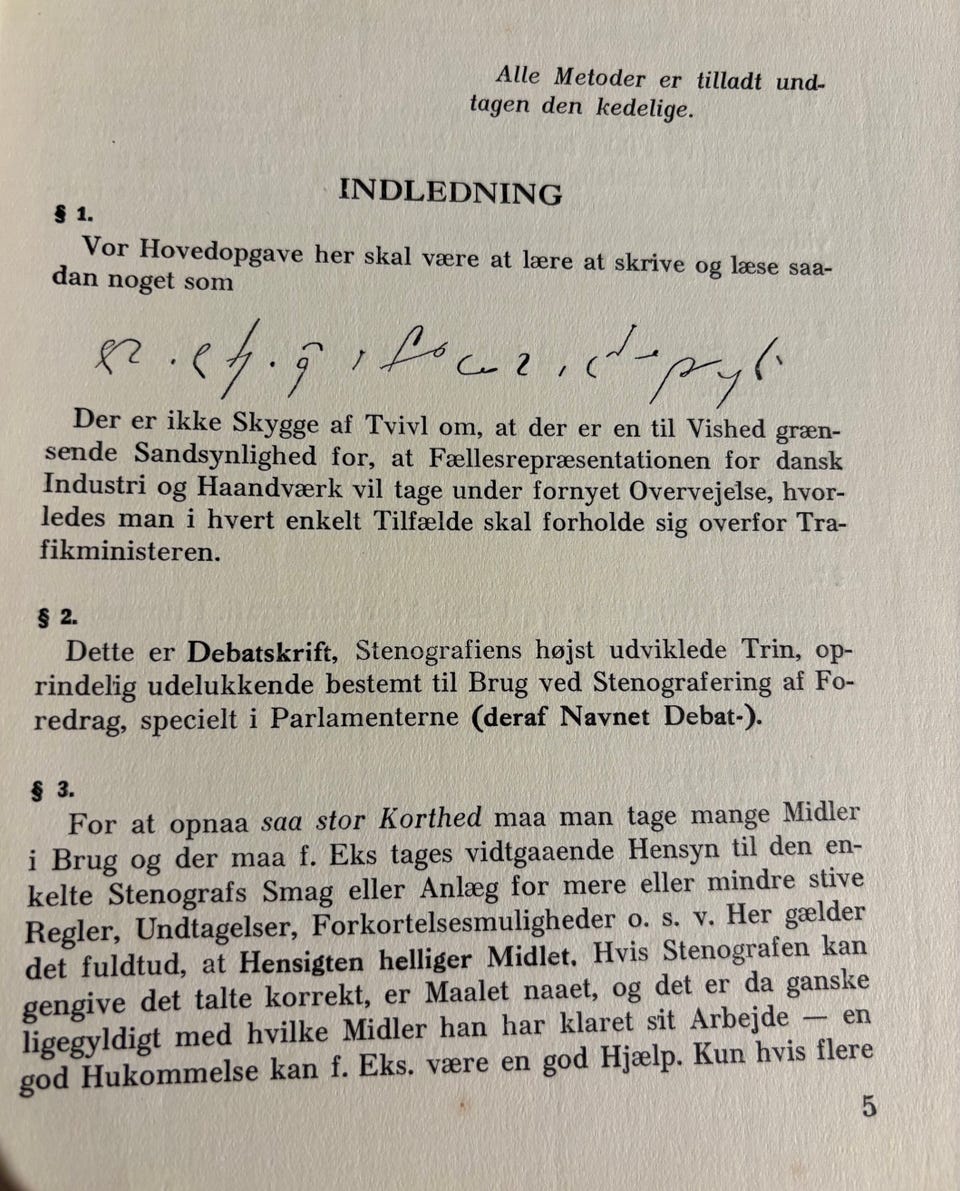 Alle Metoder er tilladt und-
tagen den kedelige.
INDLEDNING
§ 1.
Vor Hovedopgave her skal være at lære at skrive og læse saa-
dan noget som
Der er ikke Skygge af Tvivl om, at der er en til Vished græn-
sende Sandsynlighed for, at Fællesrepræsentationen for dansk
Industri og Haandværk vil tage under fornyet Overvejelse, hvor-
ledes man i hvert enkelt Tilfælde skal forholde sig overfor Tra-
fikministeren.
§ 2.
Dette er Debatskrift, Stenografiens højst udviklede Trin, op-
rindelig udelukkende bestemt til Brug ved Stenografering af Fo-
redrag, specielt i Parlamenterne (deraf Navnet Debat-).
§ 3.
For at opnaa saa stor Korthed maa man tage mange Midler
i Brug og der maa f. Eks tages vidtgaaende Hensyn til den en-
kelte Stenografs Smag eller Anlæg for mere eller mindre stive
Regler, Undtagelser, Forkortelsesmuligheder o. s. v. Her gælder
det fuldtud, at Hensigten helliger Midlet. Hvis Stenografen kan
gengive det talte korrekt, er Maalet naaet, og det er da ganske
ligegyldigt med hvilke Midler han har klaret sit Arbejde — en
god Hukommelse kan f. Eks. være en god Hjælp. Kun hvis flere
5